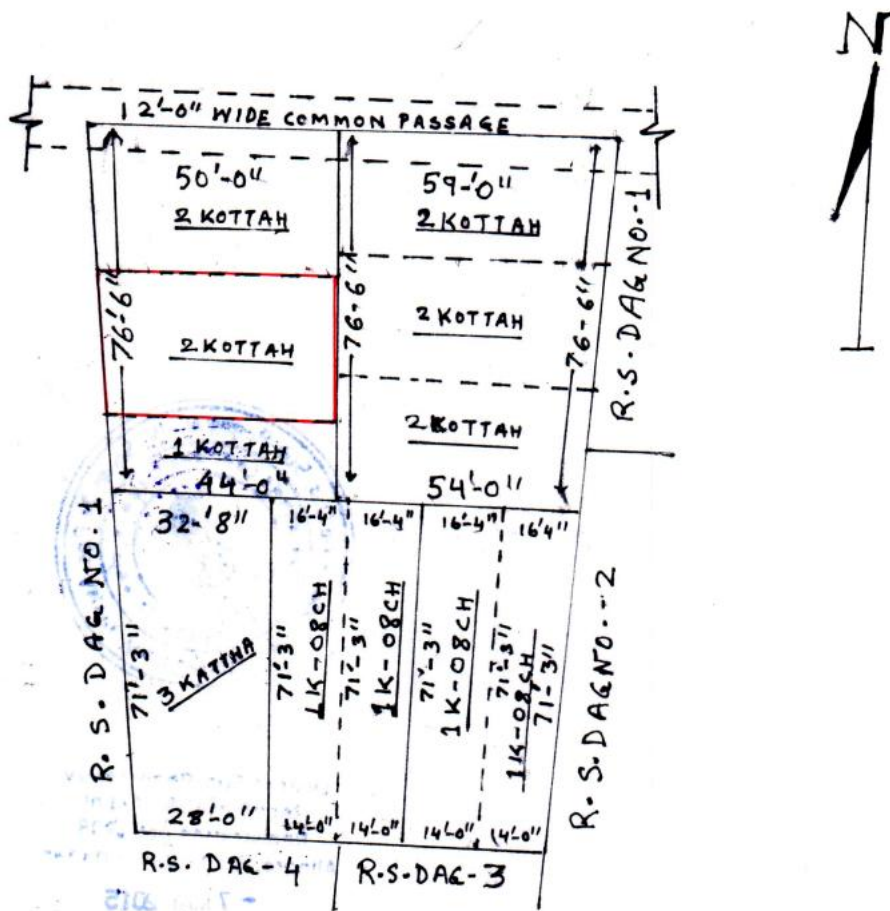 N
12'-0" WIDE COMMON PASSAGE
50'-0"
2 KOTTAH
59'-0"
2 KOTTAH
76'-6"
2 KOTTAH
76-6"
2 KOTTAH
76-6"
R.S. DAG NO.-1
1 KOTTAH
44'-0"
2 KOTTAH
54'-0"
R.S. DAG NO. 1
32-'8"
16'-4"
16'-4"
16'-4"
16'4"
71'-3"
3 KATTHA
71'-3"
1K-08CH
71'-3"
1K-08CH
71'-3"
1K-08CH
71'-3"
1K-08CH
71'-3"
R.S. DAG NO.-2
28'-0"
14'-0"
14'-0"
14'-0"
14'-0"
R.S. DAG-4
R.S. DAG-3
2015